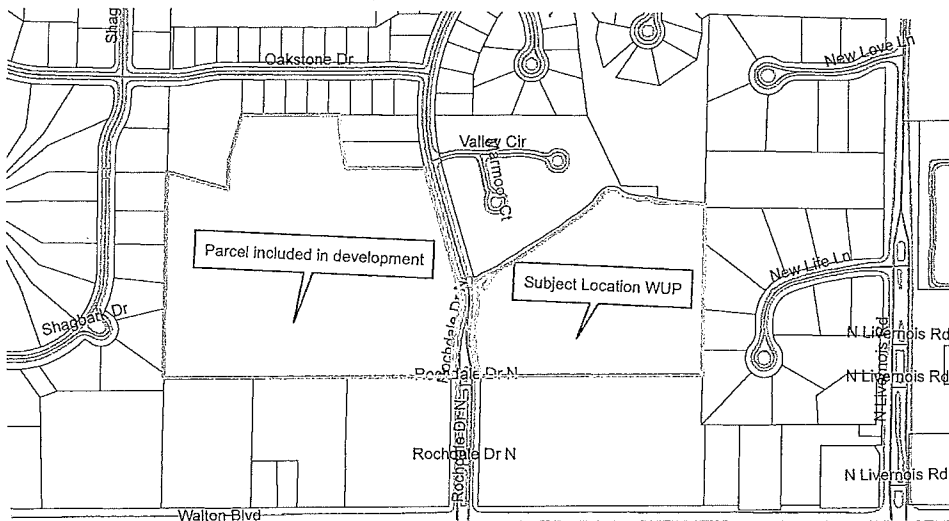 Shag
Oakstone Dr
New Love Ln
Valley Cir
Marmoor Ct
Parcel included in development
Subject Location WUP
New Life Ln
Rochdale Dr N
Shagbark Dr
N Livernois Rd
N Livernois Rd
N Livernois Rd
Rochdale Dr N
Rochdale Dr N
Rochdale Dr N
N Livernois Rd
Walton Blvd